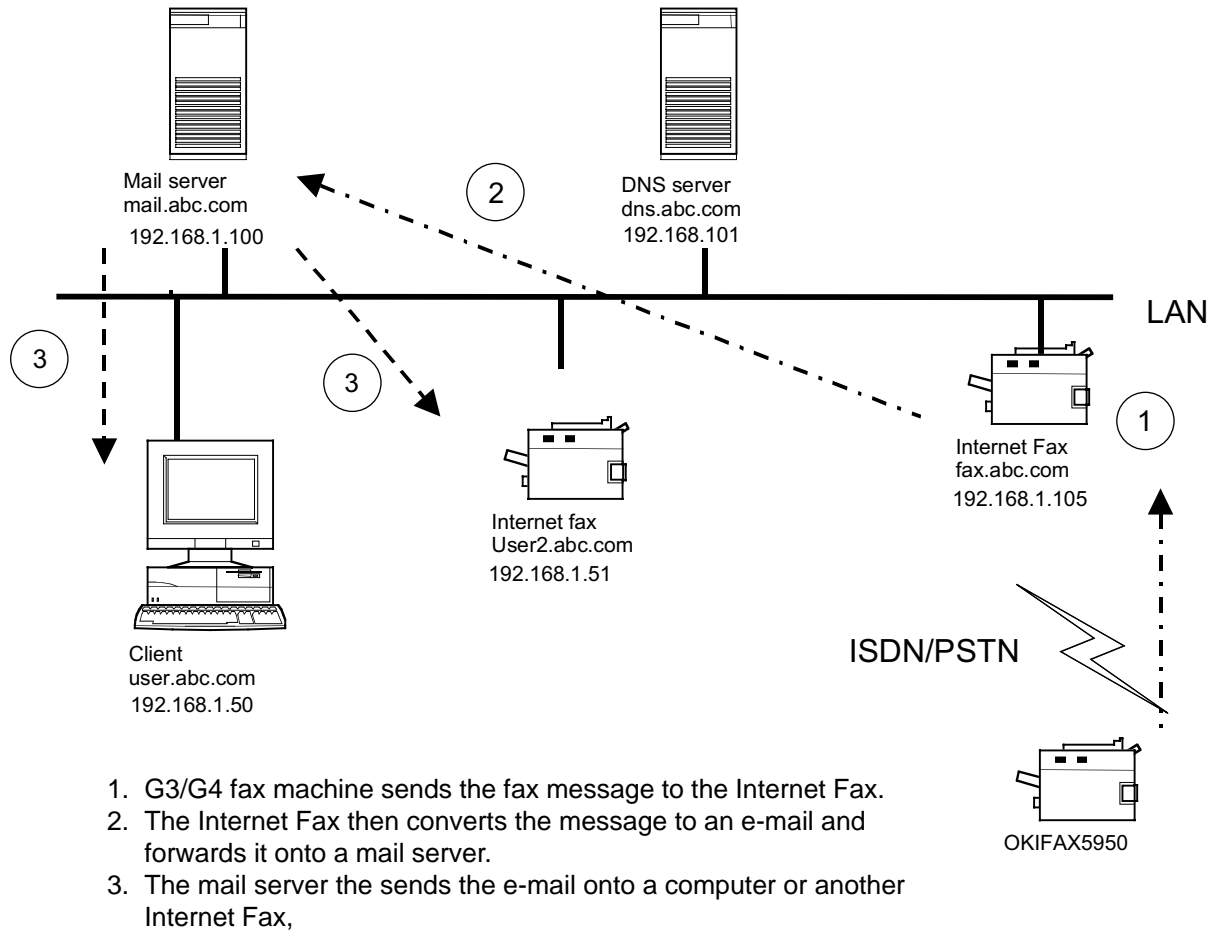 Mail server
mail.abc.com
192.168.1.100
DNS server
dns.abc.com
192.168.101
2
LAN
3
3
1
Internet Fax
fax.abc.com
192.168.1.105
Internet fax
User2.abc.com
192.168.1.51
Client
user.abc.com
192.168.1.50
ISDN/PSTN
OKIFAX5950
1. G3/G4 fax machine sends the fax message to the Internet Fax.
2. The Internet Fax then converts the message to an e-mail and
forwards it onto a mail server.
3. The mail server the sends the e-mail onto a computer or another
Internet Fax,